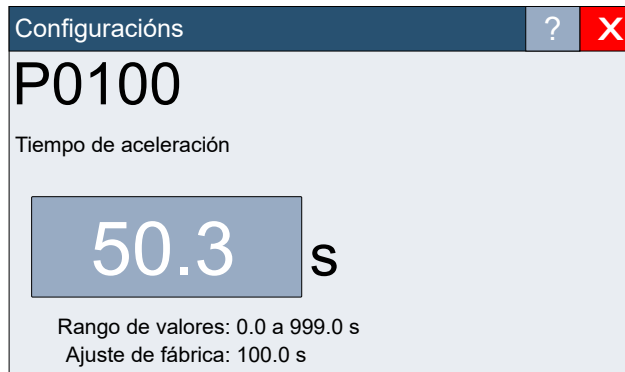 Configuracións ? X
P0100
Tiempo de aceleración
50.3 s
Rango de valores: 0.0 a 999.0 s
Ajuste de fábrica: 100.0 s